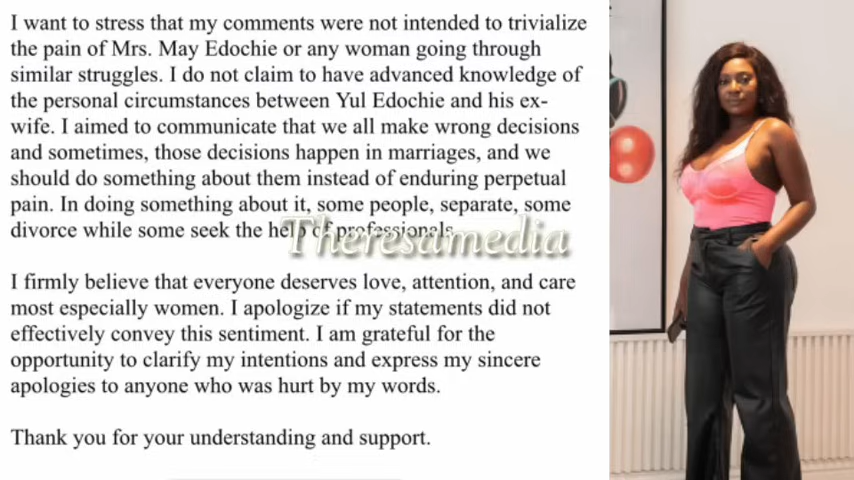 I want to stress that my comments were not intended to trivialize
the pain of Mrs. May Edochie or any woman going through
similar struggles. I do not claim to have advanced knowledge of
the personal circumstances between Yul Edochie and his ex-
wife. I aimed to communicate that we all make wrong decisions
and sometimes, those decisions happen in marriages, and we
should do something about them instead of enduring perpetual
pain. In doing something about it, some people, separate, some
divorce while some seek the help of professionals.
Theresamedia
I firmly believe that everyone deserves love, attention, and care
most especially women. I apologize if my statements did not
effectively convey this sentiment. I am grateful for the
opportunity to clarify my intentions and express my sincere
apologies to anyone who was hurt by my words.
Thank you for your understanding and support.